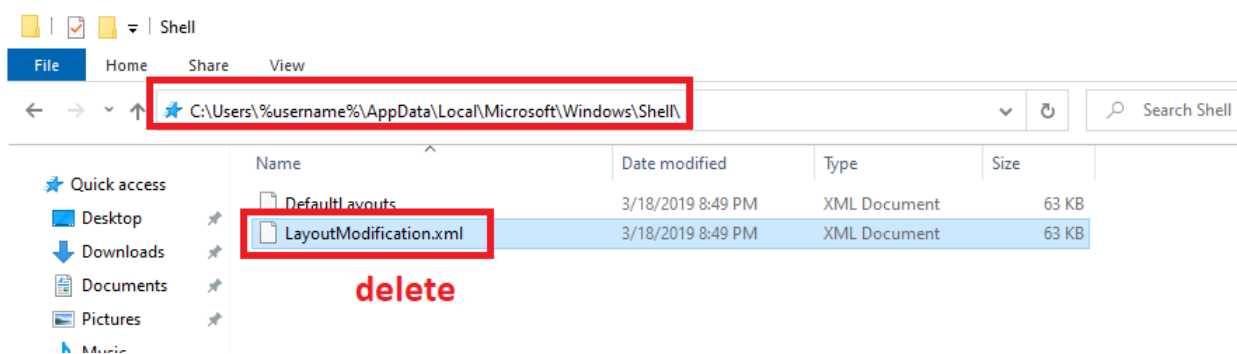 Shell
File Home Share View
C:\Users\%username%\AppData\Local\Microsoft\Windows\Shell\ Search Shell
Name Date modified Type Size
Quick access
DefaultLayouts 3/18/2019 8:49 PM XML Document 63 KB
Desktop
LayoutModification.xml 3/18/2019 8:49 PM XML Document 63 KB
Downloads
Documents
delete
Pictures
Music